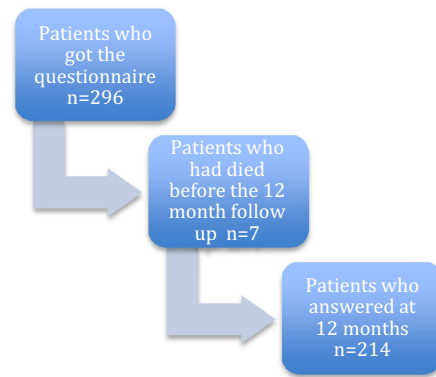 Patients who
got the
questionnaire
n=296
Patients who
had died
before the 12
month follow
up n=7
Patients who
answered at
12 months
n=214